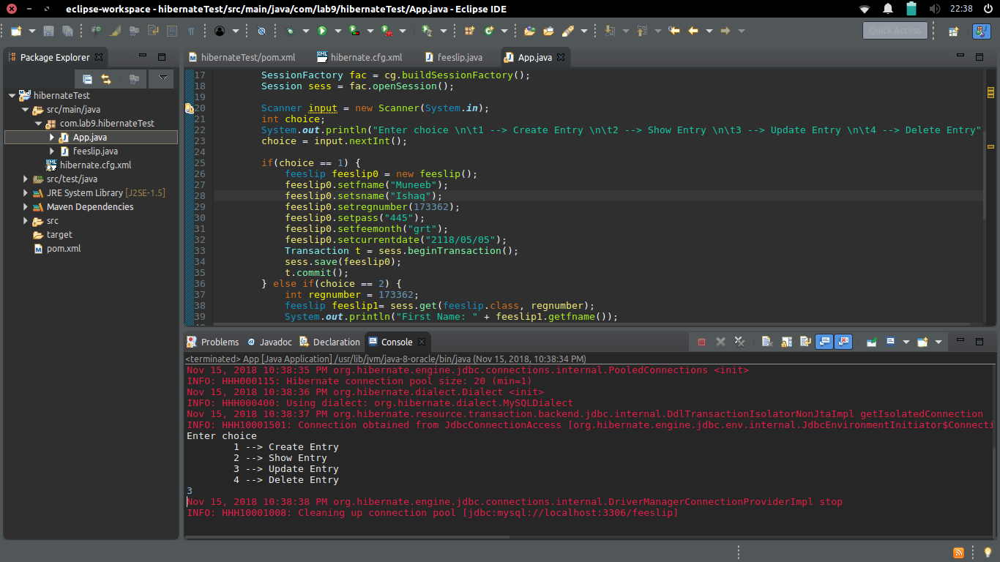 eclipse-workspace - hibernateTest/src/main/java/com/lab9/hibernateTest/App.java - Eclipse IDE
22:38
Quick Access
Package Explorer
hibernateTest/pom.xml
hibernate.cfg.xml
feeslip.java
App.java
hibernateTest
src/main/java
com.lab9.hibernateTest
App.java
feeslip.java
hibernate.cfg.xml
src/test/java
JRE System Library [J2SE-1.5]
Maven Dependencies
src
target
pom.xml
17 SessionFactory fac = cg.buildSessionFactory();
18 Session sess = fac.openSession();
19
20 Scanner input = new Scanner(System.in);
21 int choice;
22 System.out.println("Enter choice \n\t1 --> Create Entry \n\t2 --> Show Entry \n\t3 --> Update Entry \n\t4 --> Delete Entry"
23 choice = input.nextInt();
24
25 if(choice == 1) {
26 feeslip feeslip0 = new feeslip();
27 feeslip0.setfname("Muneeb");
28 feeslip0.setsname("Ishaq");
29 feeslip0.setregnumber(173362);
30 feeslip0.setpass("445");
31 feeslip0.setfeemonth("grt");
32 feeslip0.setcurrentdate("2118/05/05");
33 Transaction t = sess.beginTransaction();
34 sess.save(feeslip0);
35 t.commit();
36 } else if(choice == 2) {
37 int regnumber = 173362;
38 feeslip feeslip1= sess.get(feeslip.class, regnumber);
39 System.out.println("First Name: " + feeslip1.getfname());
Problems
Javadoc
Declaration
Console
<terminated> App [Java Application] /usr/lib/jvm/java-8-oracle/bin/java (Nov 15, 2018, 10:38:34 PM)
Nov 15, 2018 10:38:35 PM org.hibernate.engine.jdbc.connections.internal.PooledConnections <init>
INFO: HHH000115: Hibernate connection pool size: 20 (min=1)
Nov 15, 2018 10:38:36 PM org.hibernate.dialect.Dialect <init>
INFO: HHH000400: Using dialect: org.hibernate.dialect.MySQLDialect
Nov 15, 2018 10:38:37 PM org.hibernate.resource.transaction.backend.jdbc.internal.DdlTransactionIsolatorNonJtaImpl getIsolatedConnection
INFO: HHH10001501: Connection obtained from JdbcConnectionAccess [org.hibernate.engine.jdbc.env.internal.JdbcEnvironmentInitiator$Connecti
Enter choice
1 --> Create Entry
2 --> Show Entry
3 --> Update Entry
4 --> Delete Entry
3
Nov 15, 2018 10:38:38 PM org.hibernate.engine.jdbc.connections.internal.DriverManagerConnectionProviderImpl stop
INFO: HHH10001008: Cleaning up connection pool [jdbc:mysql://localhost:3306/feeslip]